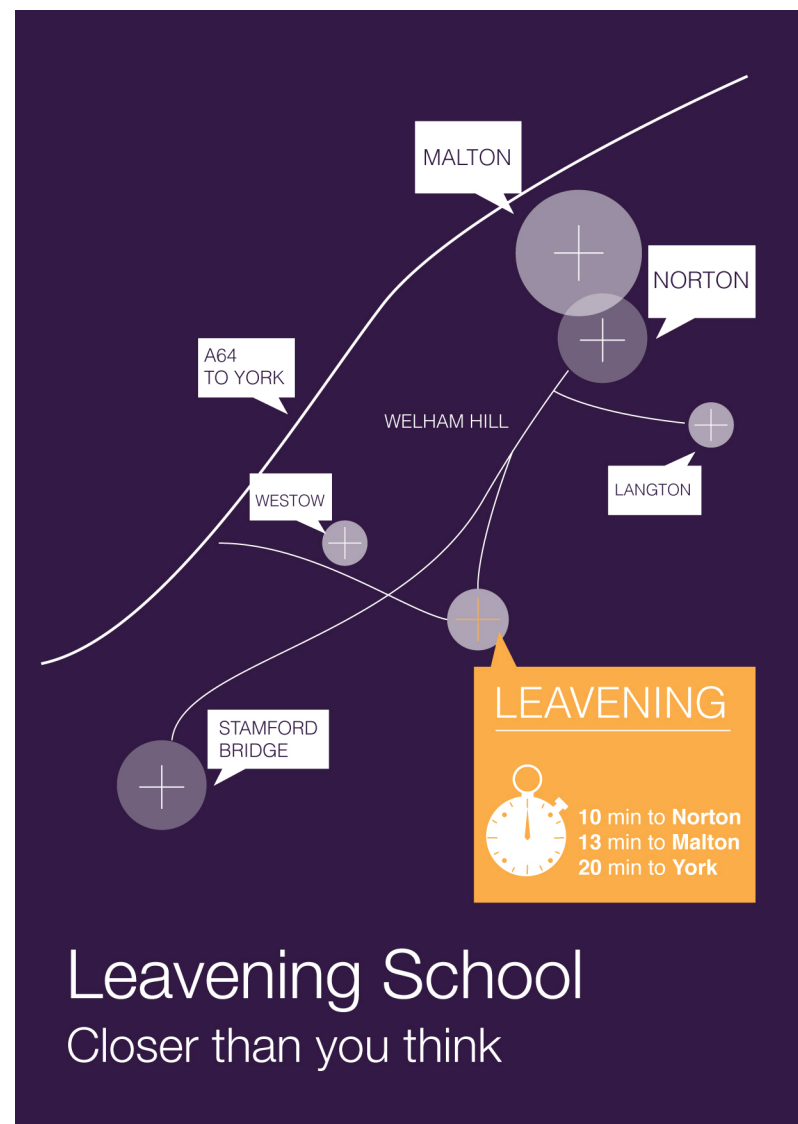 MALTON
NORTON
A64
TO YORK
WELHAM HILL
LANGTON
WESTOW
LEAVENING
STAMFORD
BRIDGE
10 min to Norton
13 min to Malton
20 min to York
Leavening School
Closer than you think